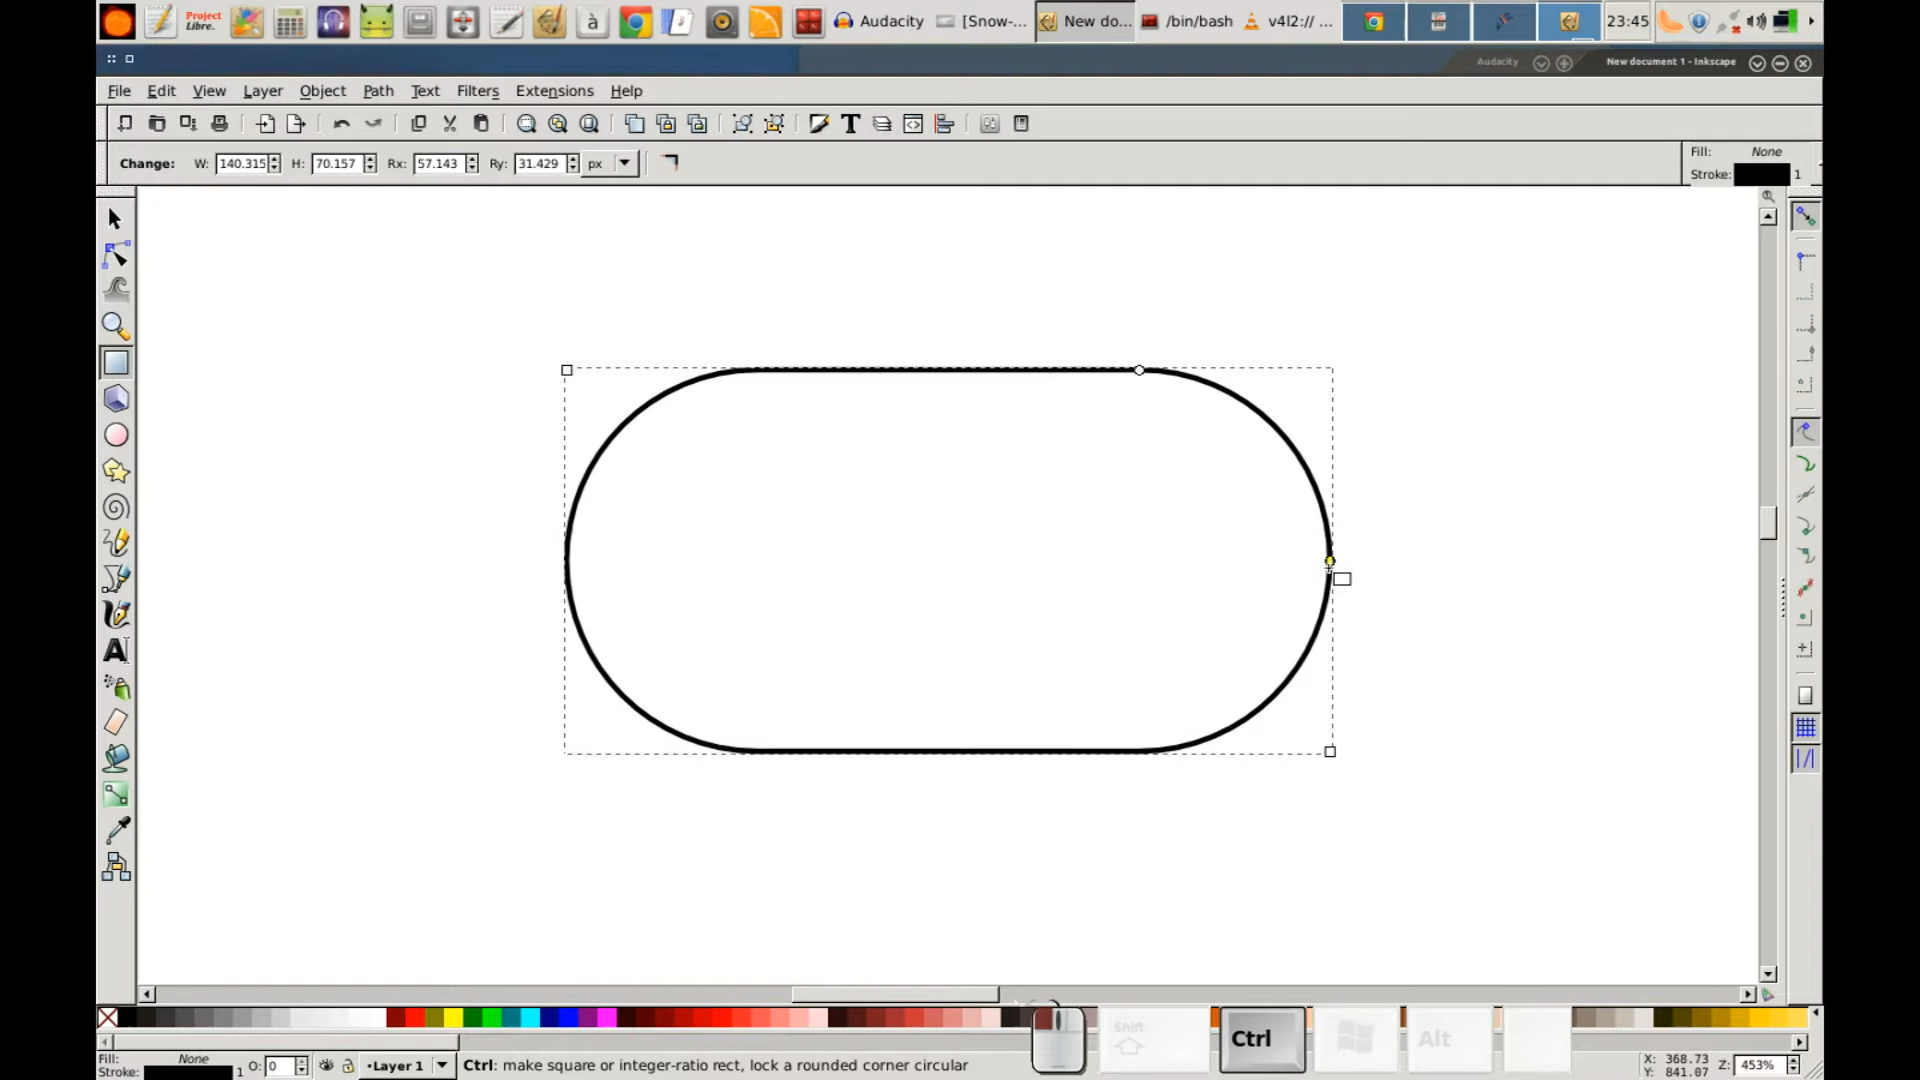 Project Libre. à Audacity [Snow-... New do... /bin/bash v4l2:// ... 23:45
Audacity New document 1 - Inkscape
File Edit View Layer Object Path Text Filters Extensions Help
Change: W: 140.315 H: 70.157 Rx: 57.143 Ry: 31.429 px
Fill: None
Stroke: 1
A
Shift Ctrl Alt
Fill: None
Stroke: 1 O: 0 •Layer 1 Ctrl: make square or integer-ratio rect, lock a rounded corner circular
X: 368.73
Y: 841.07
Z: 453%